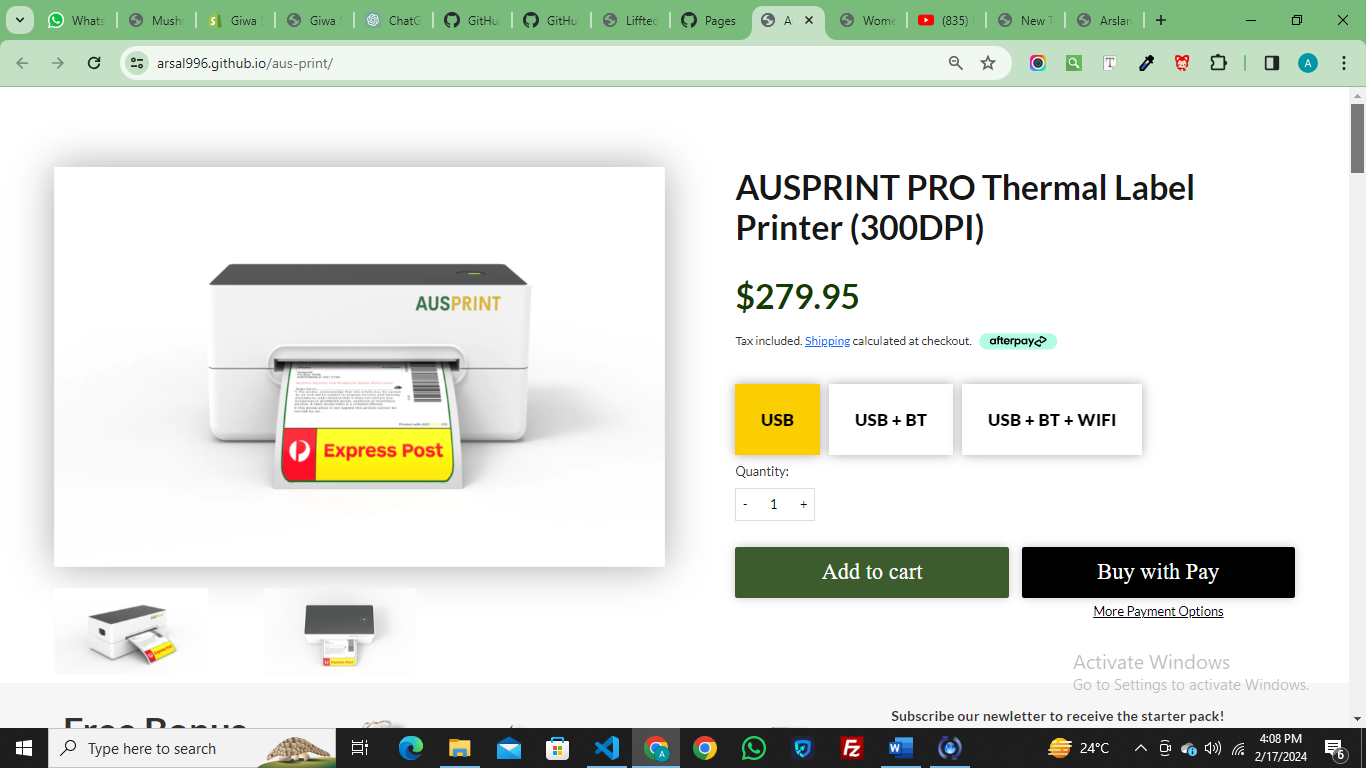 Whats
Mushr
Giwa S
Giwa S
ChatG
GitHu
GitHu
Lifftec
Pages
A
Wome
(835)
New T
Arslan
arsal996.github.io/aus-print/
A
AUSPRINT PRO Thermal Label
Printer (300DPI)
$279.95
Tax included. Shipping calculated at checkout. afterpay
USB
USB + BT
USB + BT + WIFI
Quantity:
- 1 +
Add to cart
Buy with Pay
More Payment Options
AUSPRINT
Express Post
Activate Windows
Go to Settings to activate Windows.
Free Bonus
Subscribe our newletter to receive the starter pack!
Type here to search
24°C
4:08 PM
2/17/2024
6